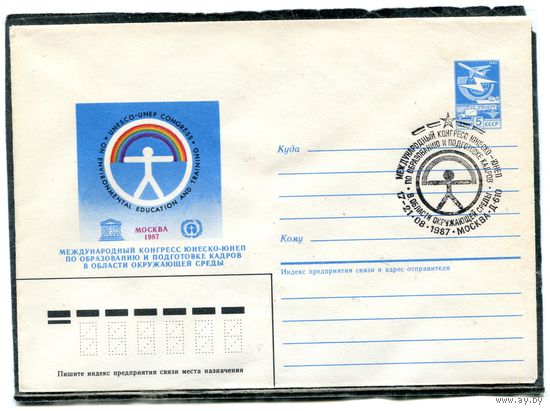 • UNESCO-UNEP CONGRESS •
ON ENVIRONMENTAL EDUCATION AND TRAINING
МОСКВА
1987
МЕЖДУНАРОДНЫЙ КОНГРЕСС ЮНЕСКО-ЮНЕП
ПО ОБРАЗОВАНИЮ И ПОДГОТОВКЕ КАДРОВ
В ОБЛАСТИ ОКРУЖАЮЩЕЙ СРЕДЫ
5
СССР
Куда
Кому
Индекс предприятия связи и адрес отправителя
МЕЖДУНАРОДНЫЙ КОНГРЕСС ЮНЕСКО-ЮНЕП
ПО ОБРАЗОВАНИЮ И ПОДГОТОВКЕ КАДРОВ
В ОБЛАСТИ ОКРУЖАЮЩЕЙ СРЕДЫ
17-21•08•1987•МОСКВА•Д-610
Пишите индекс предприятия связи места назначения
www.ay.by